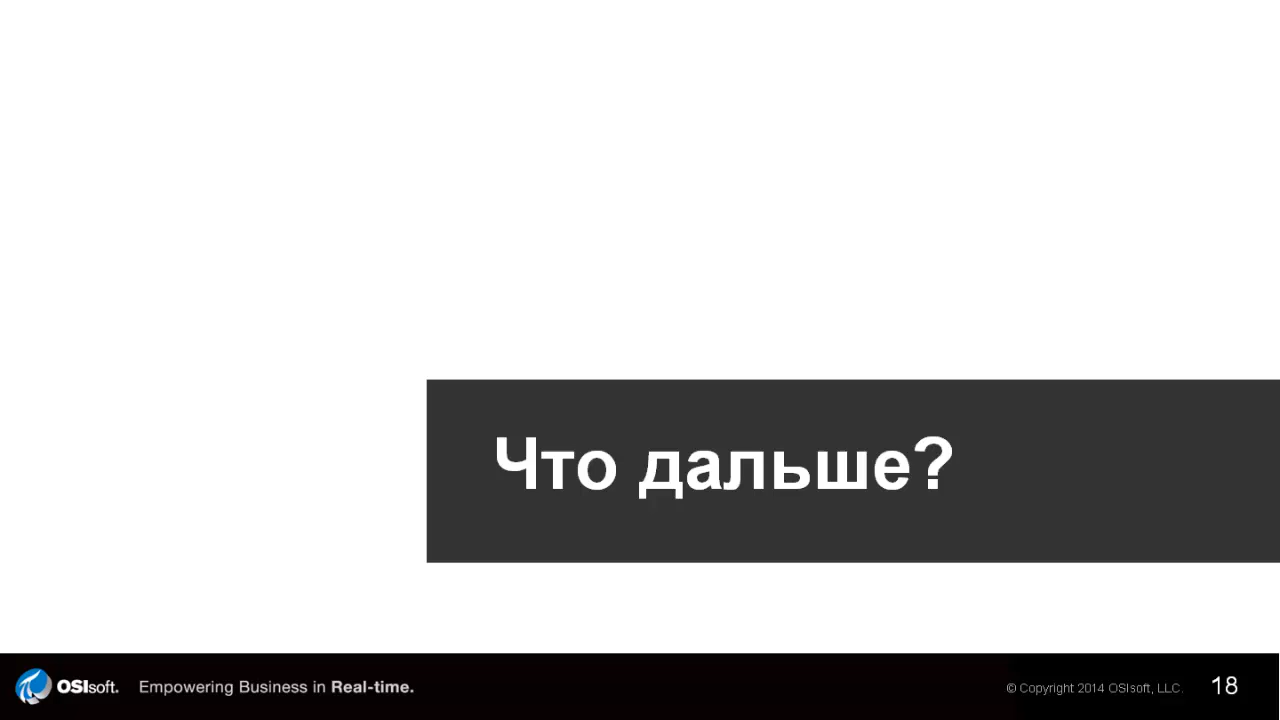 Что дальше?
OSIsoft. Empowering Business in Real-time. © Copyright 2014 OSIsoft, LLC. 18